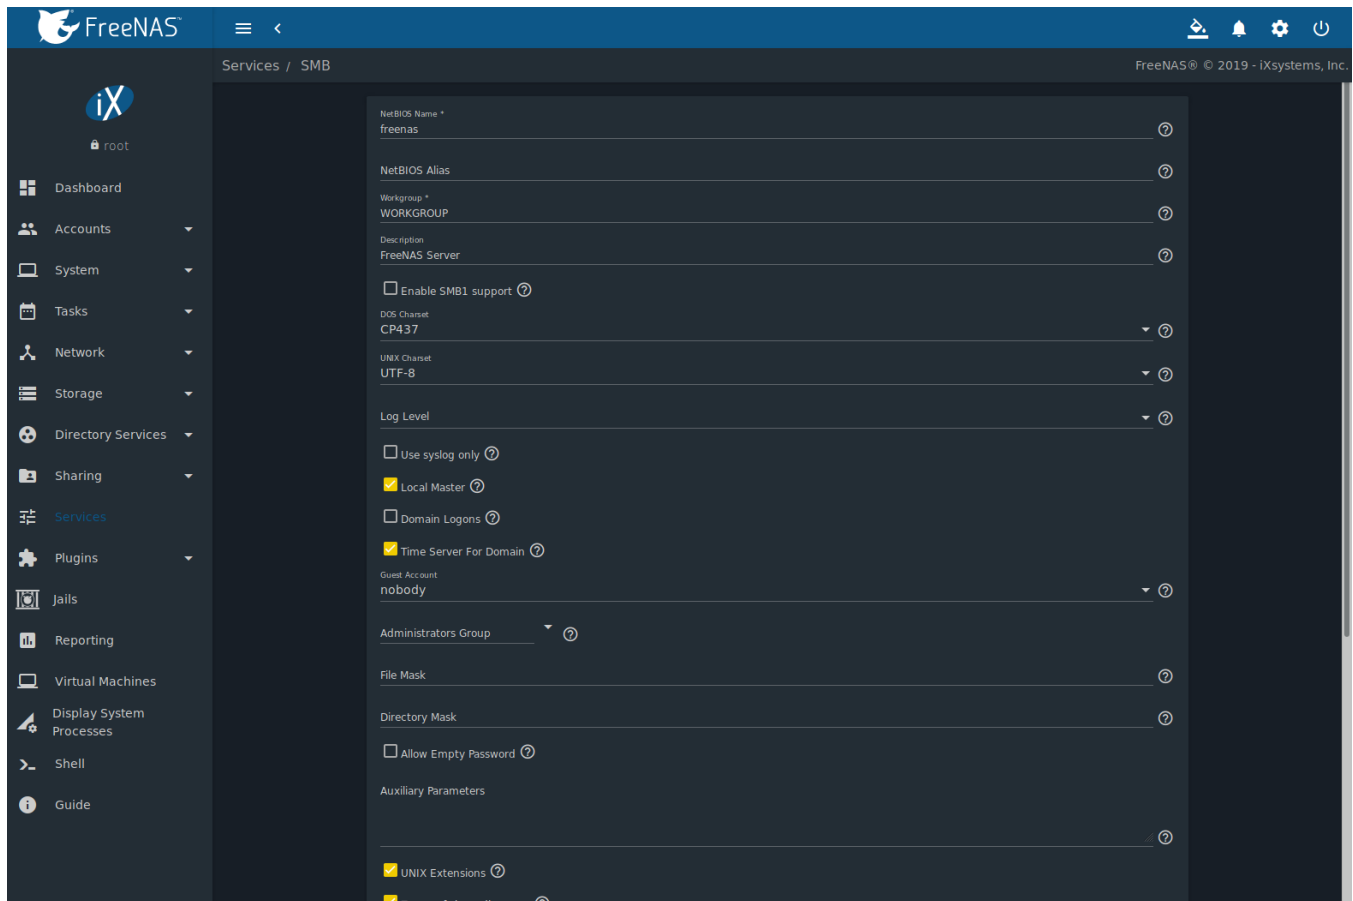 FreeNAS™
Services / SMB
FreeNAS® © 2019 - iXsystems, Inc.
iX
root
Dashboard
Accounts
System
Tasks
Network
Storage
Directory Services
Sharing
Services
Plugins
Jails
Reporting
Virtual Machines
Display System
Processes
Shell
Guide
NetBIOS Name *
freenas
NetBIOS Alias
Workgroup *
WORKGROUP
Description
FreeNAS Server
Enable SMB1 support
DOS Charset
CP437
UNIX Charset
UTF-8
Log Level
Use syslog only
Local Master
Domain Logons
Time Server For Domain
Guest Account
nobody
Administrators Group
File Mask
Directory Mask
Allow Empty Password
Auxiliary Parameters
UNIX Extensions